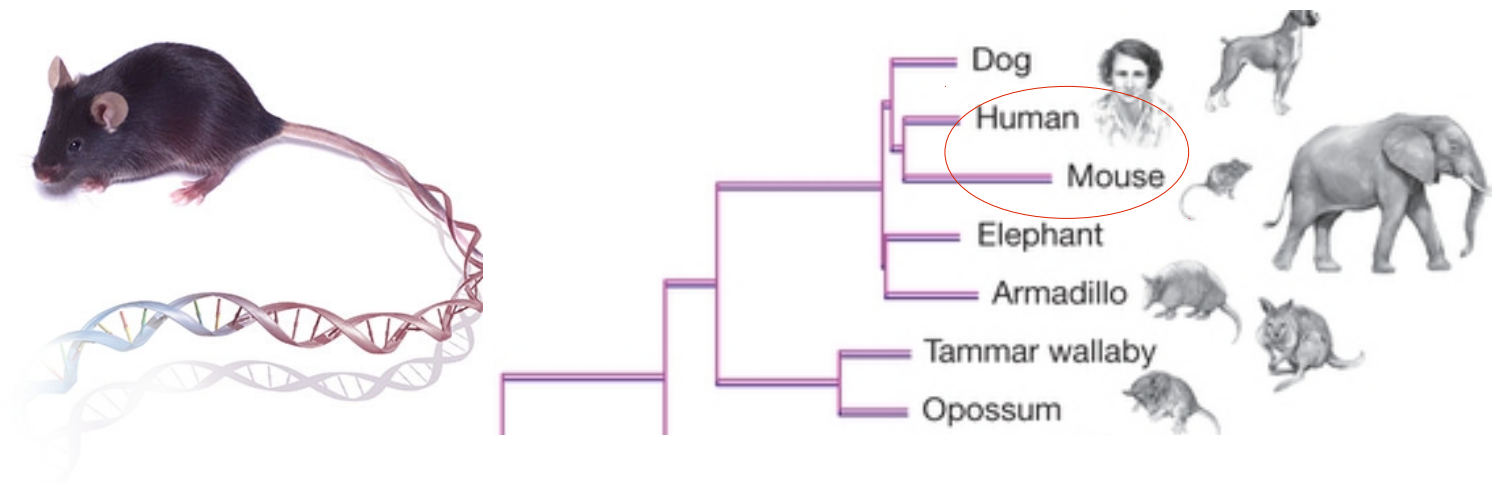 Dog
Human
Mouse
Elephant
Armadillo
Tammar wallaby
Opossum